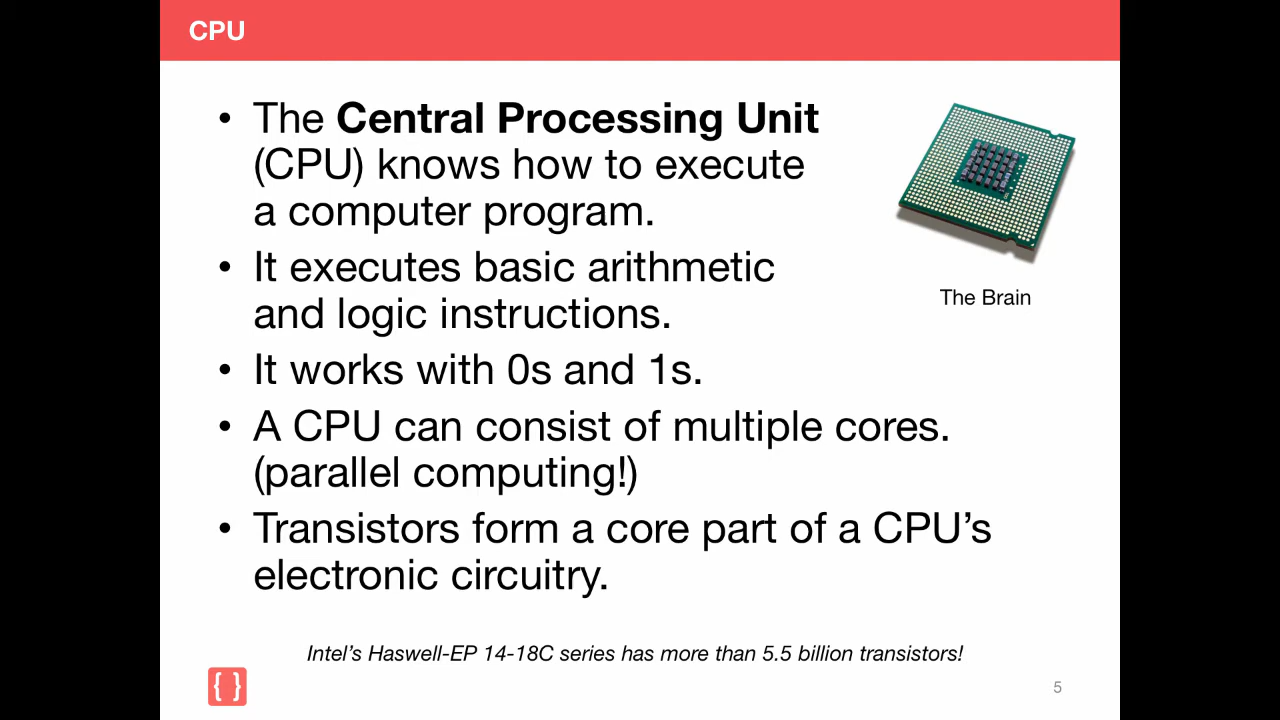 CPU
• The Central Processing Unit
(CPU) knows how to execute
a computer program.
• It executes basic arithmetic
and logic instructions.
• It works with 0s and 1s.
• A CPU can consist of multiple cores.
(parallel computing!)
• Transistors form a core part of a CPU’s
electronic circuitry.
The Brain
Intel’s Haswell-EP 14-18C series has more than 5.5 billion transistors!
{ }
5